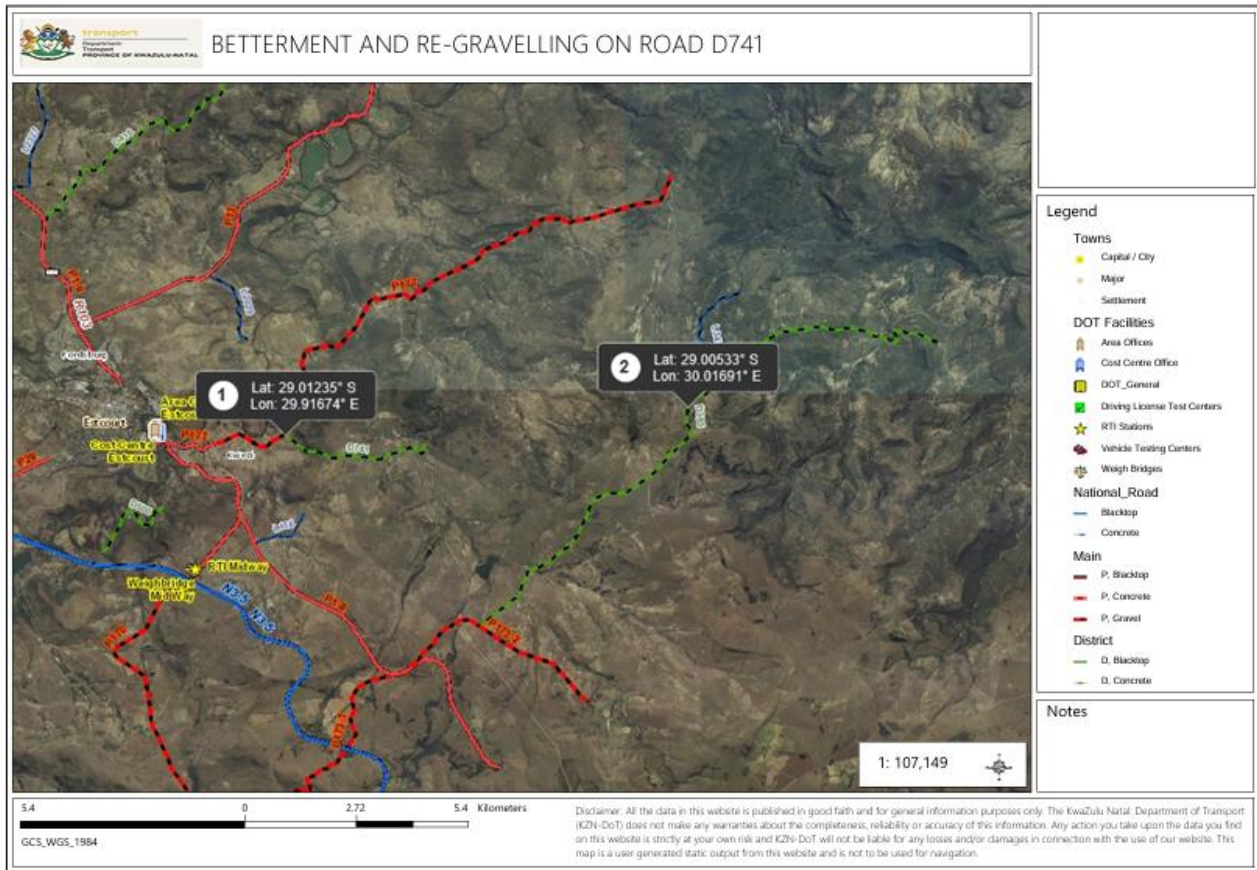 transport
Department:
Transport
PROVINCE OF KWAZULU-NATAL
BETTERMENT AND RE-GRAVELLING ON ROAD D741
R103
Fordsburg
1
Lat: 29.01235° S
Lon: 29.91674° E
2
Lat: 29.00533° S
Lon: 30.01691° E
Estcourt
Cost Centre
Estcourt
D741
P29
RTI Midway
Weighbridge
MidWay
N3-5
N3-5
1: 107,149
Legend
Towns
Capital / City
Major
Settlement
DOT Facilities
Area Offices
Cost Centre Office
DOT_General
Driving License Test Centers
RTI Stations
Vehicle Testing Centers
Weigh Bridges
National_Road
Blacktop
Concrete
Main
P, Blacktop
P, Concrete
P, Gravel
District
D, Blacktop
D, Concrete
Notes
5.4
0
2.72
5.4
Kilometers
GCS_WGS_1984
Disclaimer: All the data in this website is published in good faith and for general information purposes only. The KwaZulu Natal: Department of Transport
(KZN-DoT) does not make any warranties about the completeness, reliability or accuracy of this information. Any action you take upon the data you find
on this website is strictly at your own risk and KZN-DoT will not be liable for any losses and/or damages in connection with the use of our website. This
map is a user generated static output from this website and is not to be used for navigation.